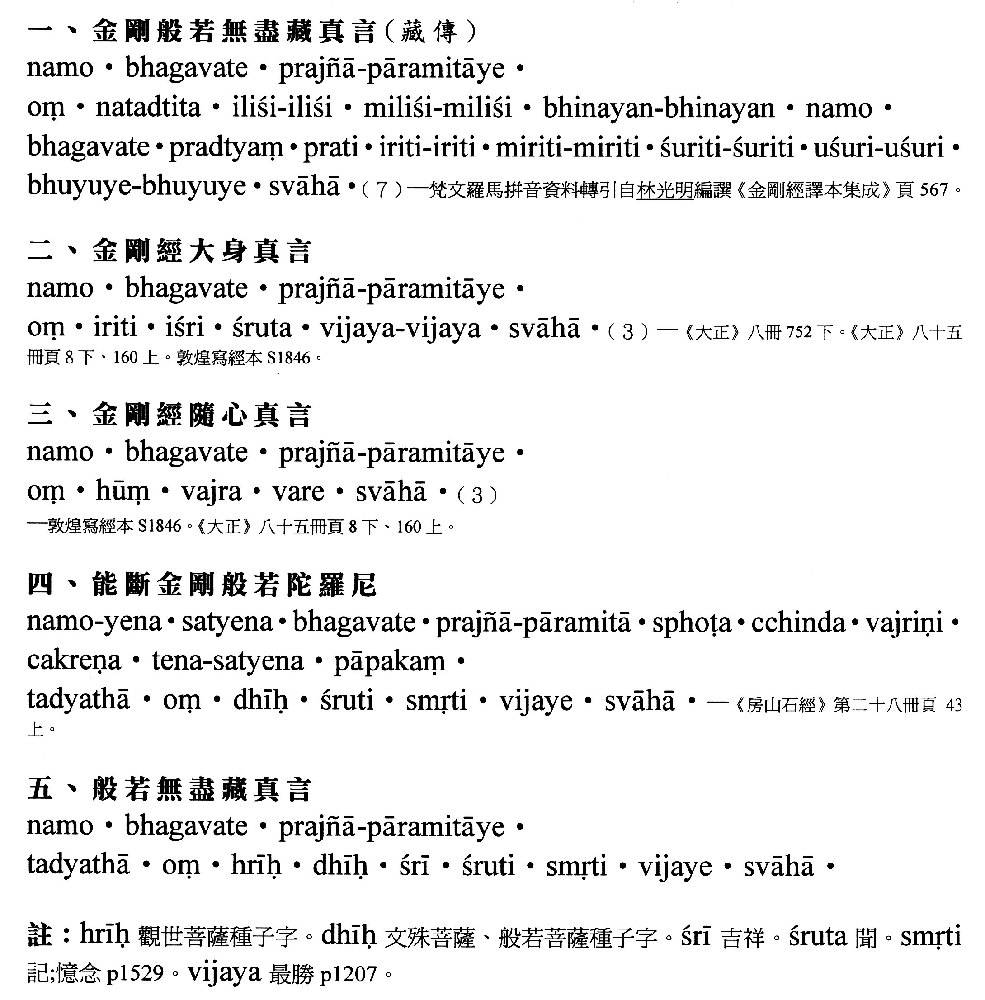 一、金剛般若無盡藏真言(藏傳)
namo・bhagavate・prajñā-pāramitāye・
oṃ・natadtita・iliśi-iliśi・miliśi-miliśi・bhinayan-bhinayan・namo・
bhagavate・pradtyaṃ・prati・iriti-iriti・miriti-miriti・śuriti-śuriti・uśuri-uśuri・
bhuyuye-bhuyuye・svāhā・(7)—梵文羅馬拼音資料轉引自林光明編譔《金剛經譯本集成》頁 567。
二、金剛經大身真言
namo・bhagavate・prajñā-pāramitāye・
oṃ・iriti・iśri・śruta・vijaya-vijaya・svāhā・(3)—《大正》八冊 752 下。《大正》八十五
冊頁 8 下、160 上。敦煌寫經本 S1846。
三、金剛經隨心真言
namo・bhagavate・prajñā-pāramitāye・
oṃ・hūṃ・vajra・vare・svāhā・(3)
—敦煌寫經本 S1846。《大正》八十五冊頁 8 下、160 上。
四、能斷金剛般若陀羅尼
namo-yena・satyena・bhagavate・prajñā-pāramitā・sphoṭa・cchinda・vajriṇi・
cakreṇa・tena-satyena・pāpakaṃ・
tadyathā・oṃ・dhīḥ・śruti・smṛti・vijaye・svāhā・—《房山石經》第二十八冊頁 43
上。
五、般若無盡藏真言
namo・bhagavate・prajñā-pāramitāye・
tadyathā・oṃ・hrīḥ・dhīḥ・śrī・śruti・smṛti・vijaye・svāhā・
註：hrīḥ 觀世菩薩種子字。dhīḥ 文殊菩薩、般若菩薩種子字。śrī 吉祥。śruta 聞。smṛti
記;憶念 p1529。vijaya 最勝 p1207。